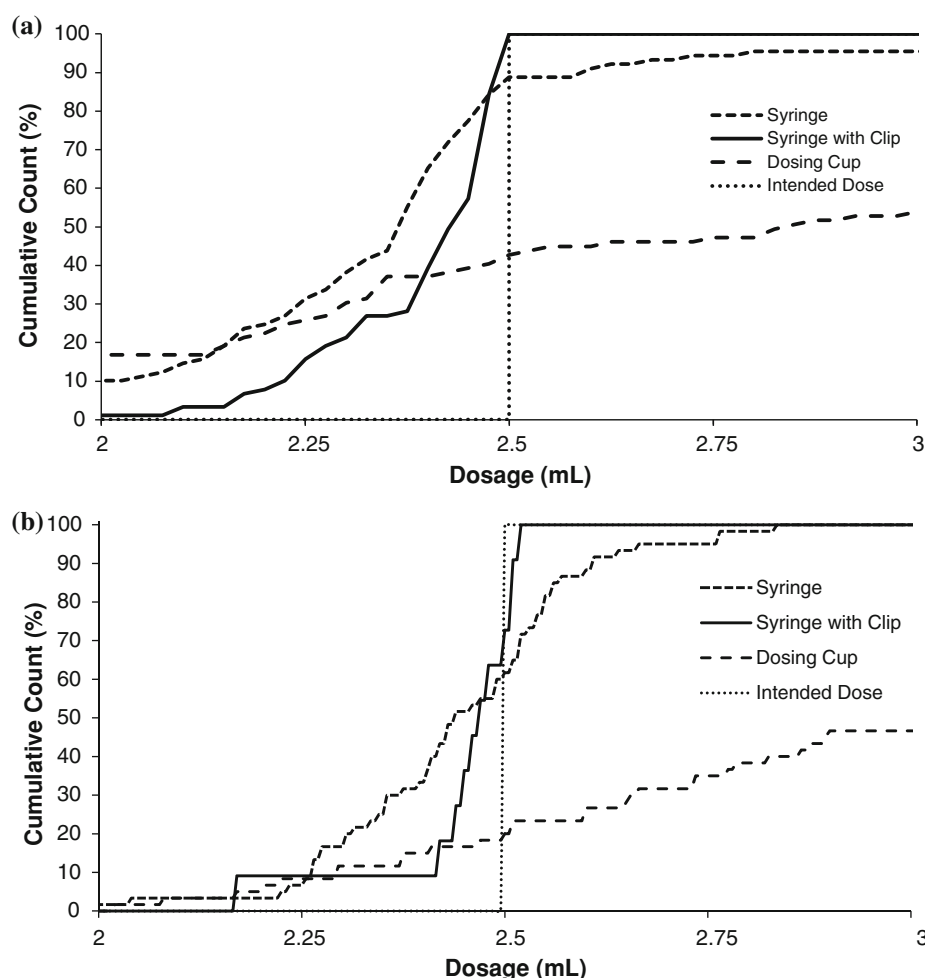 (a)
100
90
80
70
60
50
40
30
20
10
0
Cumulative Count (%)
Syringe
Syringe with Clip
Dosing Cup
Intended Dose
2 2.25 2.5 2.75 3
Dosage (mL)
(b)
100
90
80
70
60
50
40
30
20
10
0
Cumulative Count (%)
Syringe
Syringe with Clip
Dosing Cup
Intended Dose
2 2.25 2.5 2.75 3
Dosage (mL)